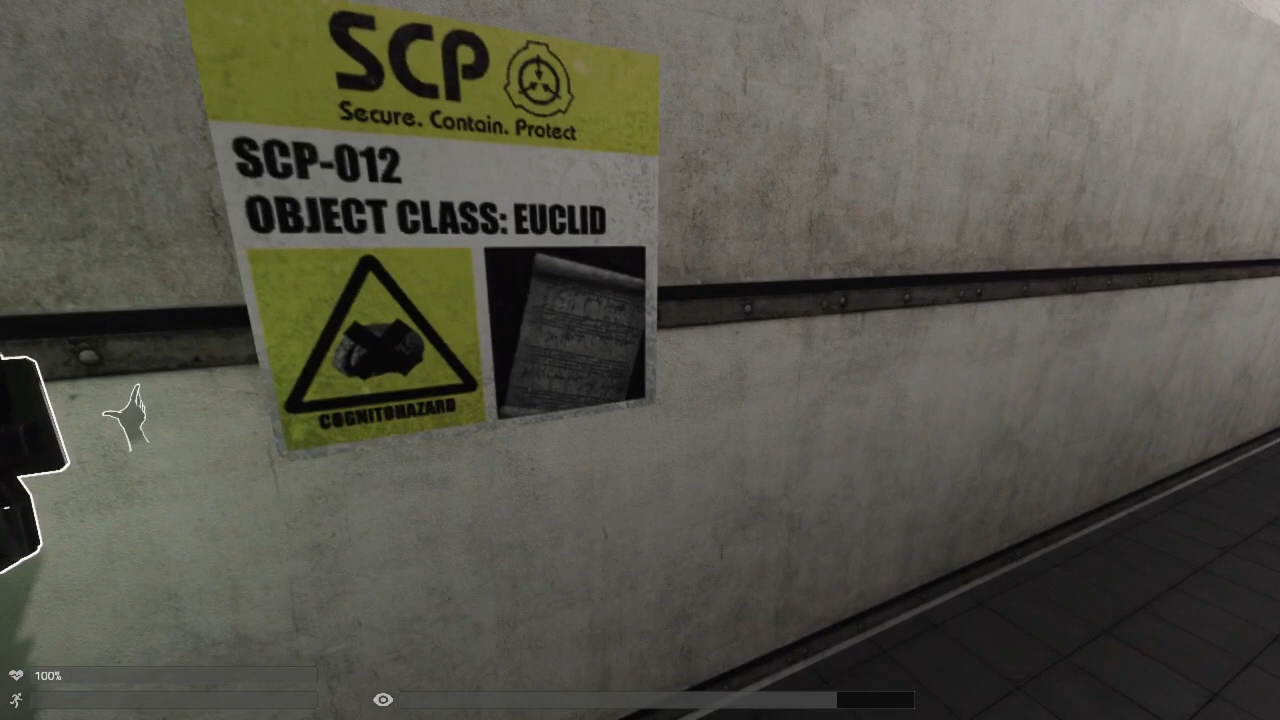 SCP
Secure. Contain. Protect
SCP-012
OBJECT CLASS: EUCLID
COGNITOHAZARD
100%